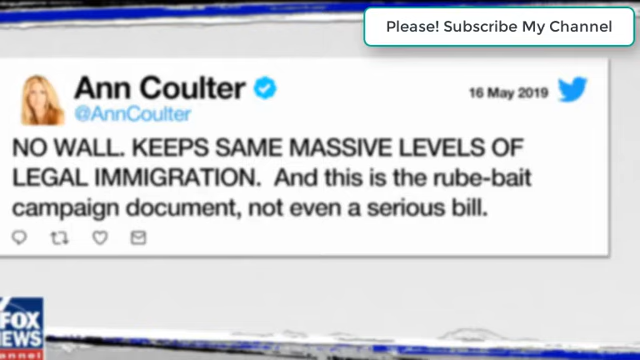 Please! Subscribe My Channel
Ann Coulter
@AnnCoulter
16 May 2019
NO WALL. KEEPS SAME MASSIVE LEVELS OF
LEGAL IMMIGRATION. And this is the rube-bait
campaign document, not even a serious bill.
FOX
NEWS
channel